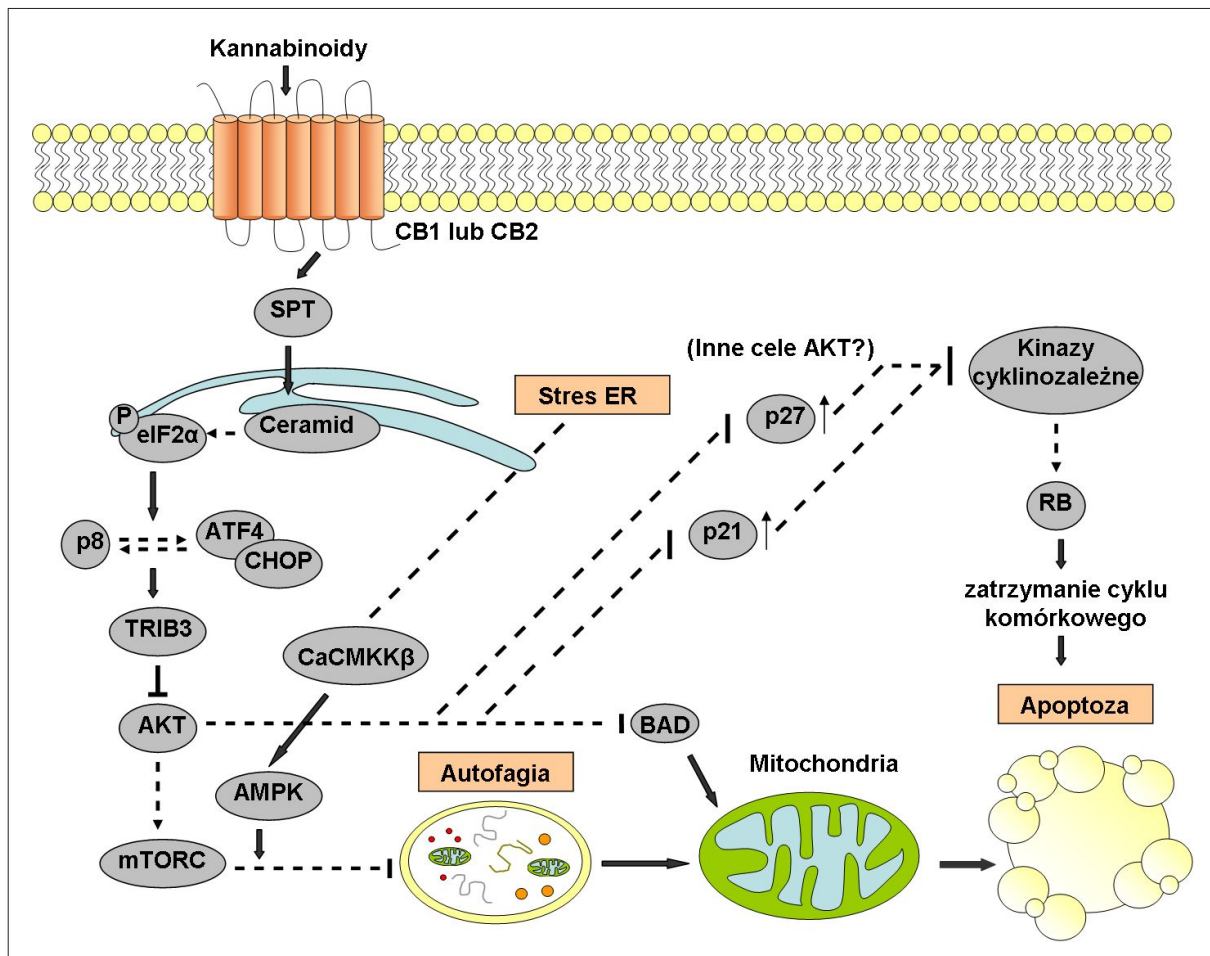 Kannabinoidy
CB1 lub CB2
SPT
(Inne cele AKT?)
Kinazy
cyklinozależne
Stres ER
P
eIF2α
Ceramid
p27
p21
RB
p8
ATF4
CHOP
zatrzymanie cyklu
komórkowego
TRIB3
CaCMKKβ
AKT
BAD
Apoptoza
Autofagia
Mitochondria
AMPK
mTORC